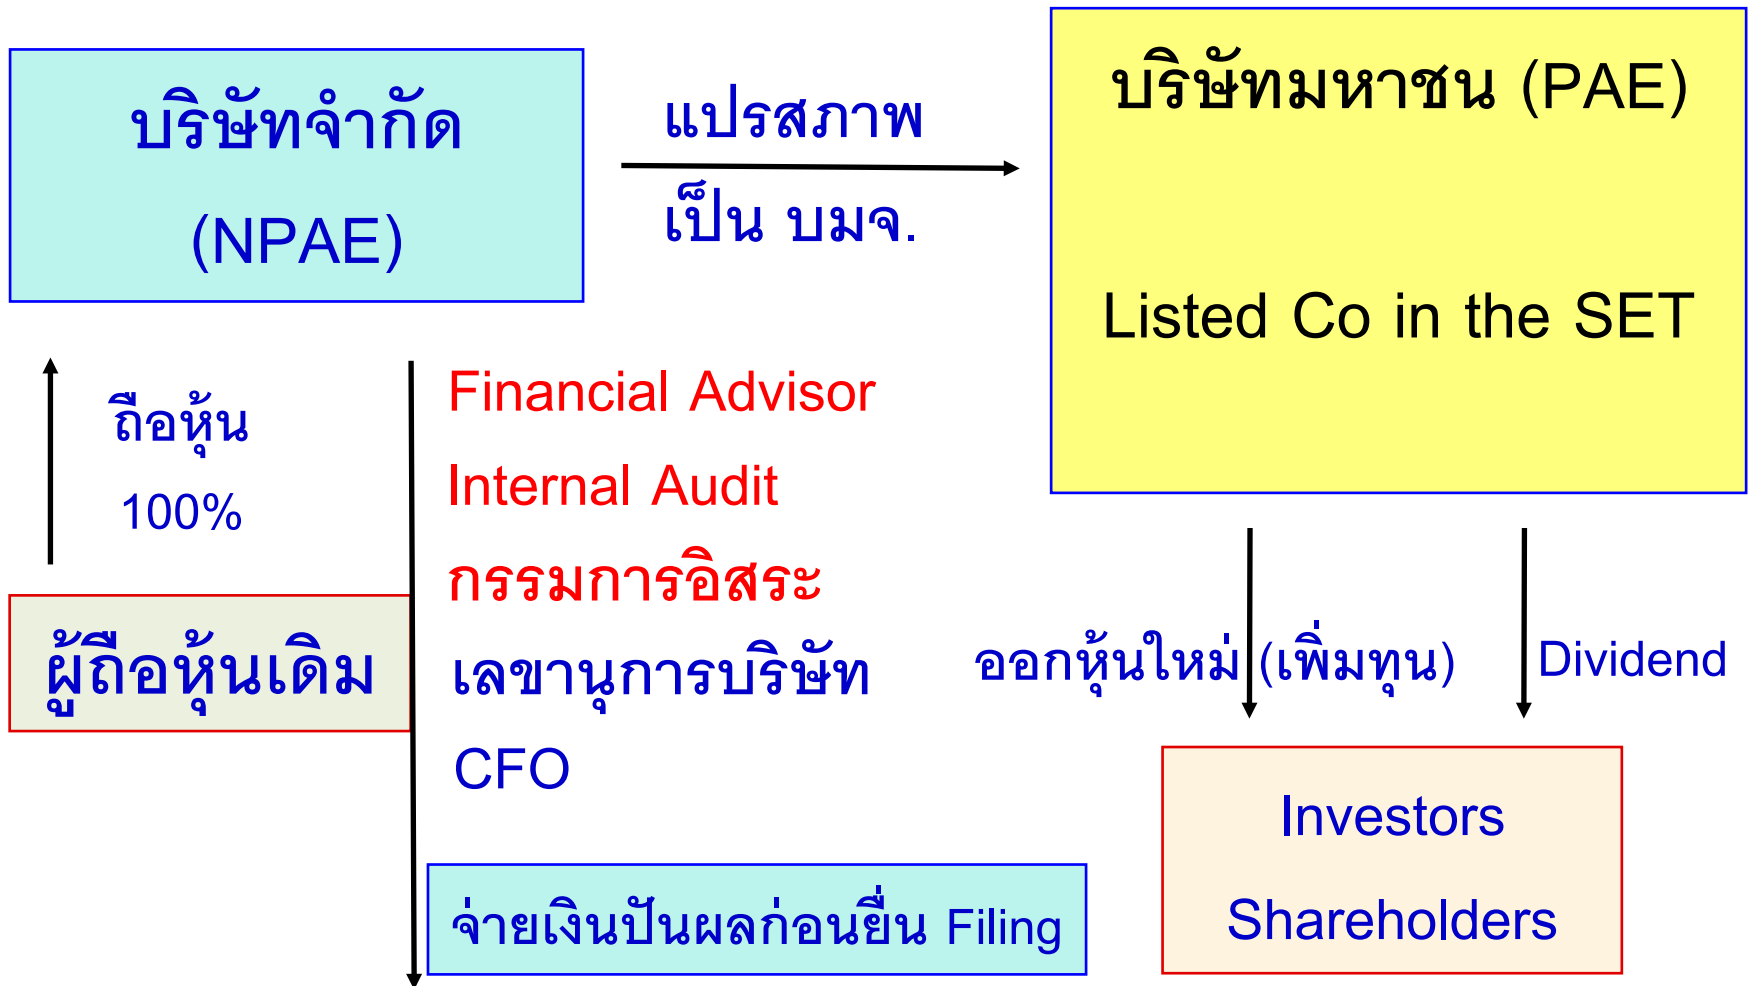 บริษัทจำกัด
(NPAE)
แปรสภาพ
เป็น บมจ.
บริษัทมหาชน (PAE)
Listed Co in the SET
ถือหุ้น
100%
ผู้ถือหุ้นเดิม
Financial Advisor
Internal Audit
กรรมการอิสระ
เลขานุการบริษัท
CFO
จ่ายเงินปันผลก่อนยื่น Filing
ออกหุ้นใหม่ (เพิ่มทุน)
Dividend
Investors
Shareholders